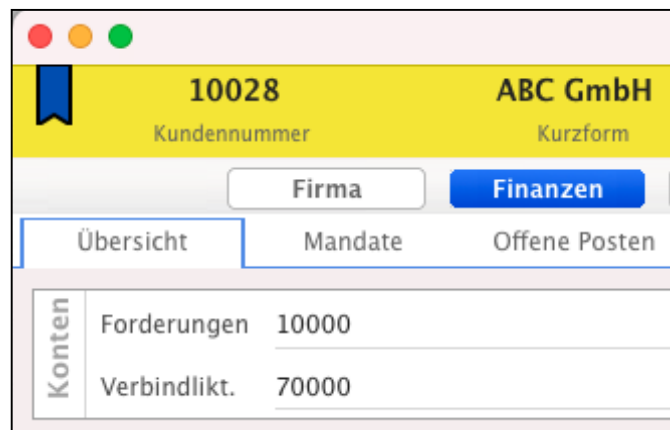 10028 ABC GmbH
Kundennummer Kurzform
Firma Finanzen
Übersicht Mandate Offene Posten
Konten
Forderungen 10000
Verbindlikt. 70000